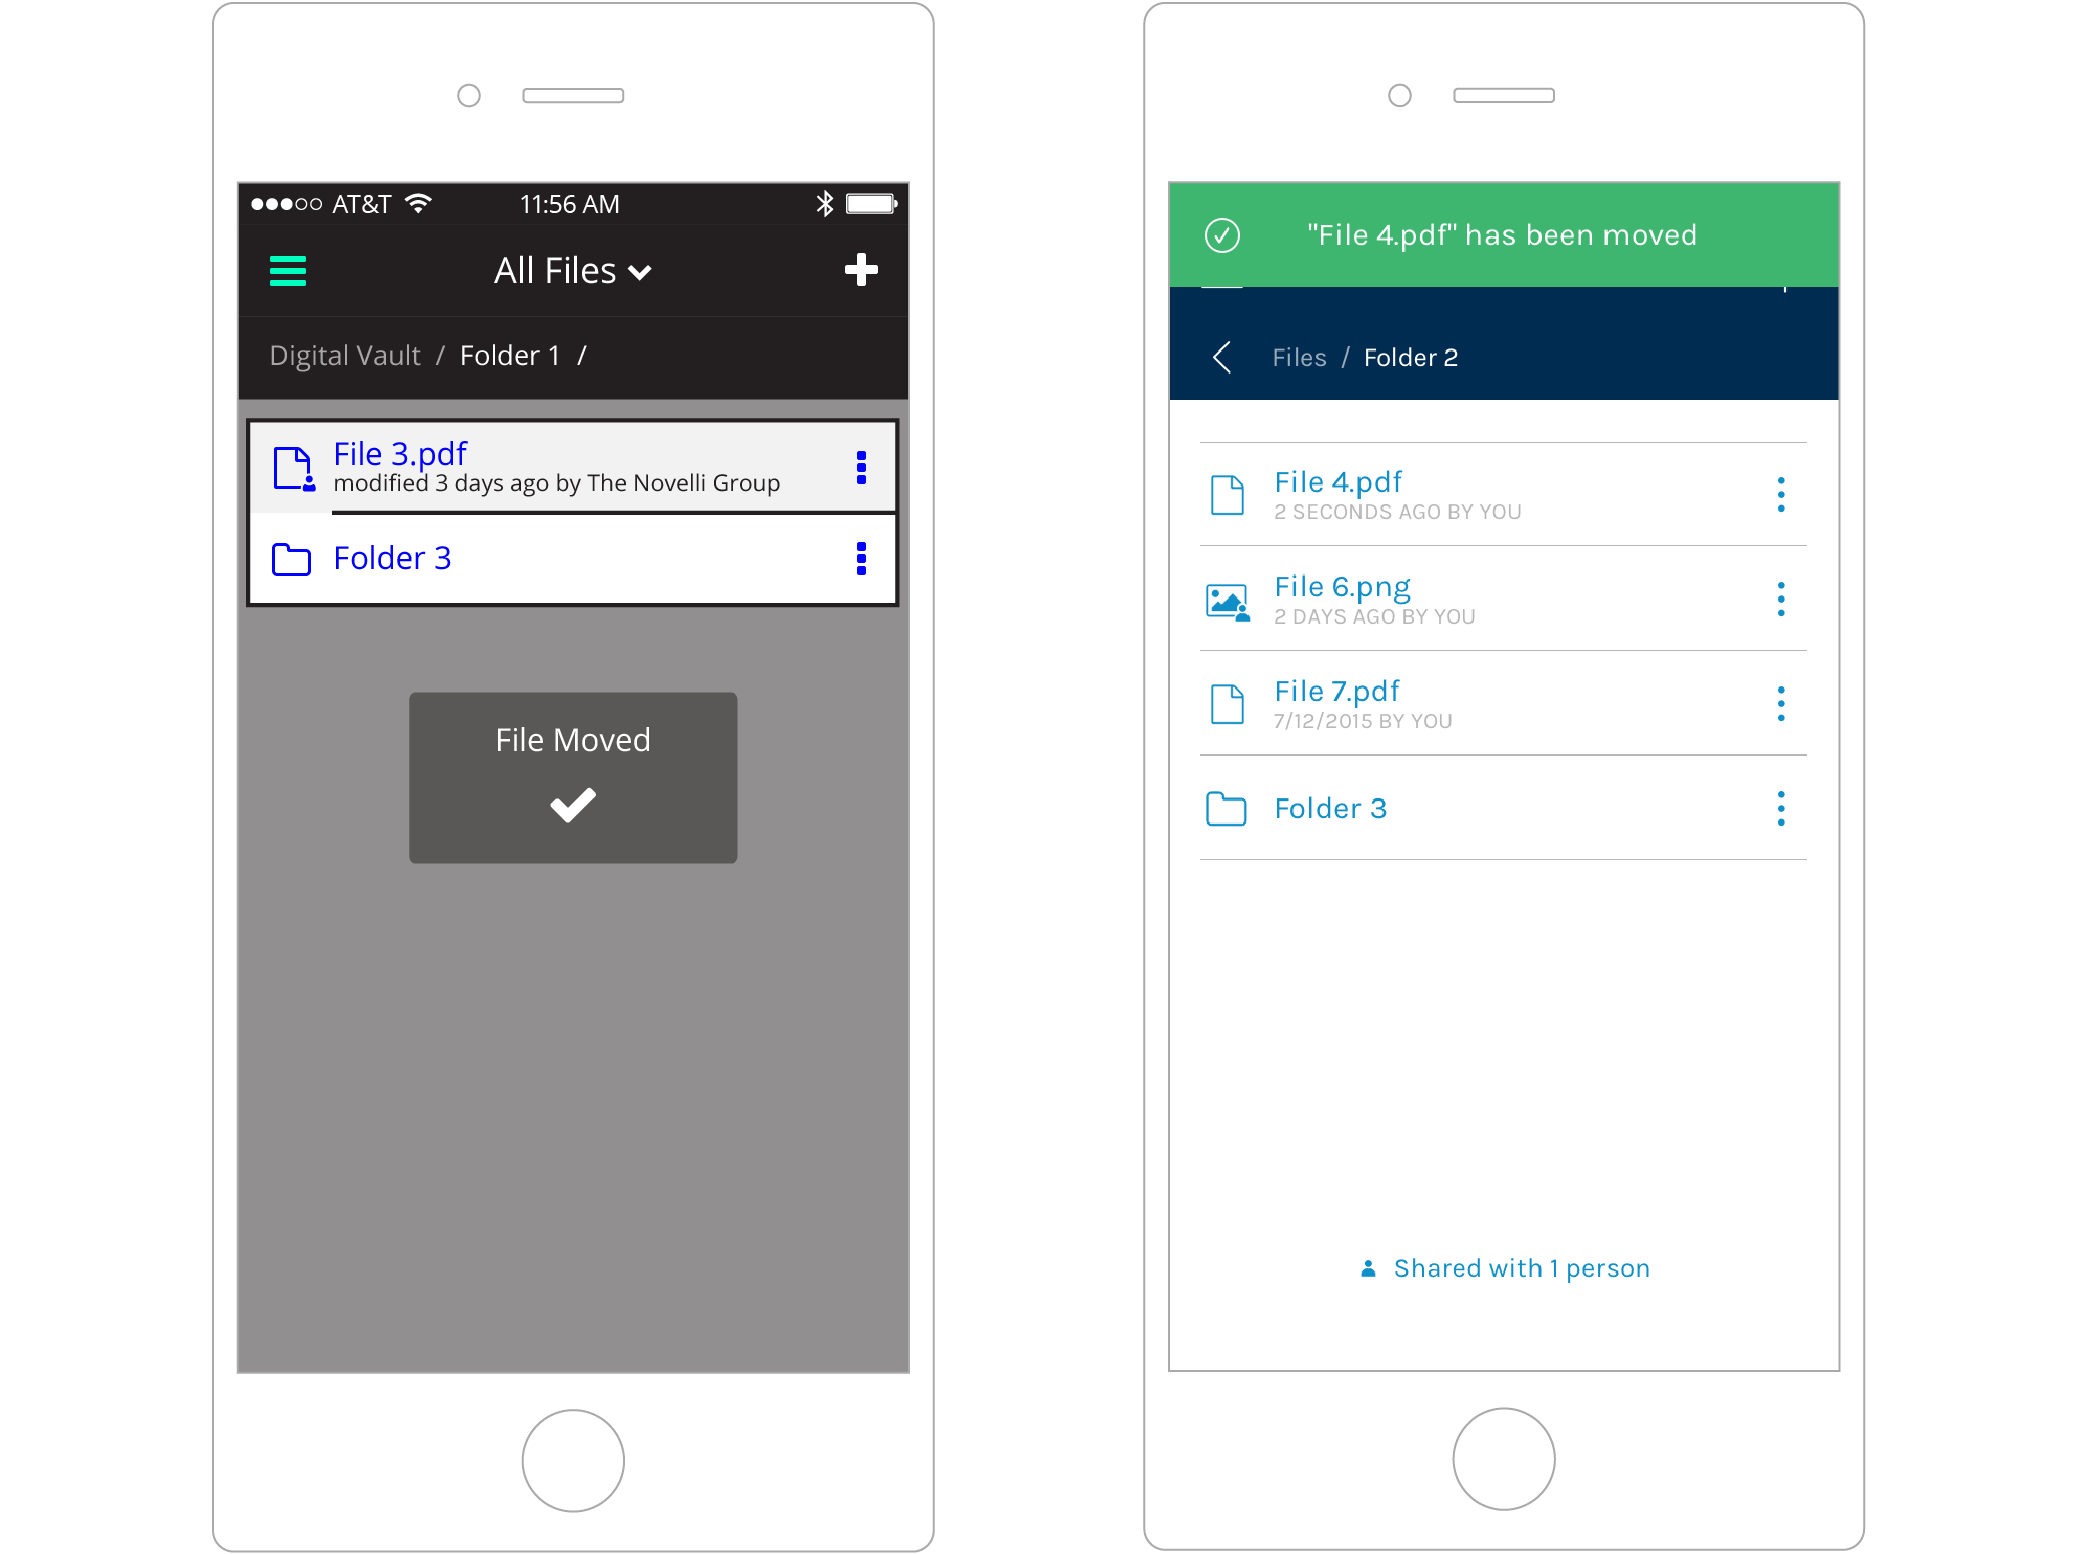 AT&T 11:56 AM
All Files
Digital Vault / Folder 1 /
File 3.pdf
modified 3 days ago by The Novelli Group
Folder 3
File Moved
"File 4.pdf" has been moved
Files / Folder 2
File 4.pdf
2 SECONDS AGO BY YOU
File 6.png
2 DAYS AGO BY YOU
File 7.pdf
7/12/2015 BY YOU
Folder 3
Shared with 1 person